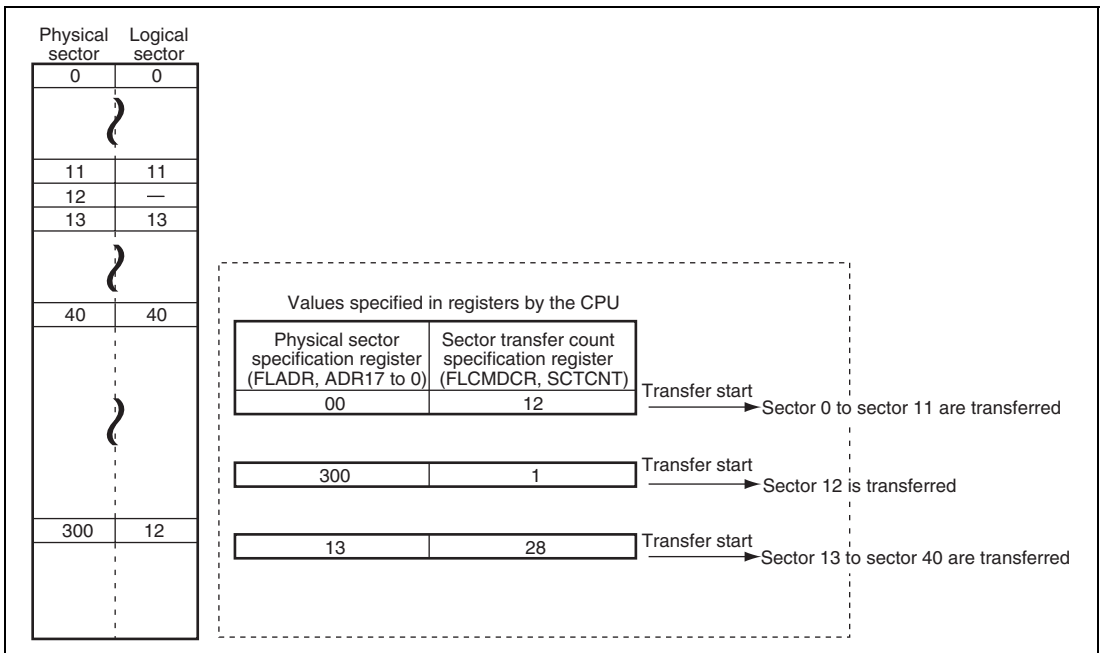 Physical sector Logical sector
0 0
11 11
12 —
13 13
40 40
300 12
Values specified in registers by the CPU
Physical sector specification register (FLADR, ADR17 to 0) Sector transfer count specification register (FLCMDCR, SCTCNT)
00 12 Transfer start Sector 0 to sector 11 are transferred
300 1 Transfer start Sector 12 is transferred
13 28 Transfer start Sector 13 to sector 40 are transferred